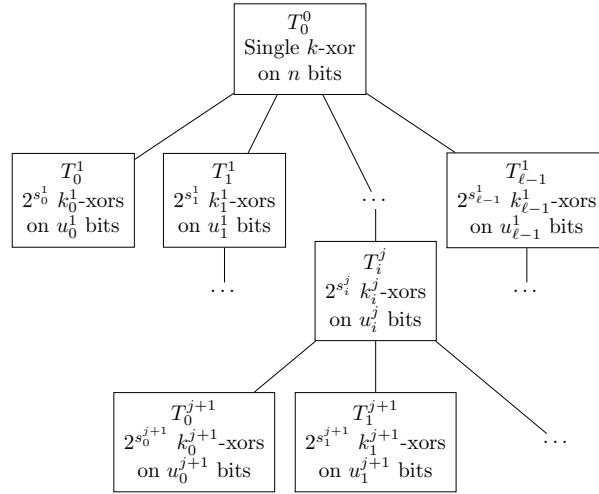 T_0^0
Single k-xor
on n bits
T_0^1
2^{s_0^1} k_0^1-xors
on u_0^1 bits
T_1^1
2^{s_1^1} k_1^1-xors
on u_1^1 bits
...
T_{ℓ−1}^1
2^{s_{ℓ−1}^1} k_{ℓ−1}^1-xors
on u_{ℓ−1}^1 bits
...
T_i^j
2^{s_i^j} k_i^j-xors
on u_i^j bits
...
T_0^{j+1}
2^{s_0^{j+1}} k_0^{j+1}-xors
on u_0^{j+1} bits
T_1^{j+1}
2^{s_1^{j+1}} k_1^{j+1}-xors
on u_1^{j+1} bits
...